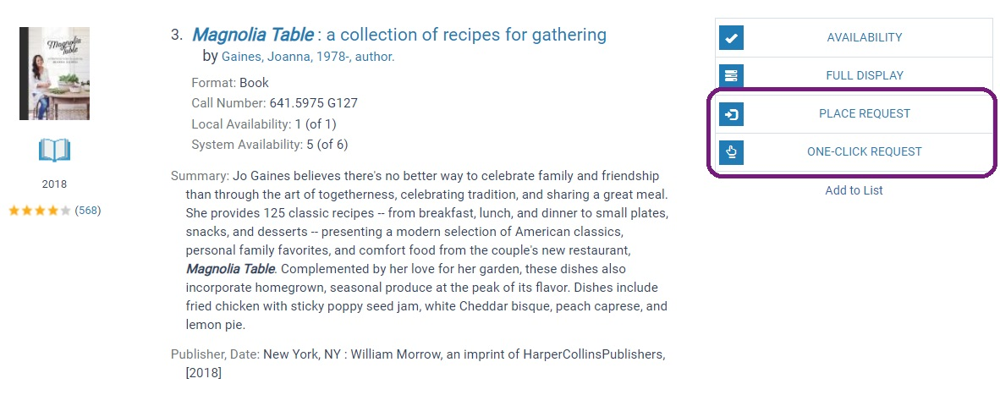 Magnolia
Table
3. Magnolia Table : a collection of recipes for gathering
by Gaines, Joanna, 1978-, author.
Format: Book
Call Number: 641.5975 G127
Local Availability: 1 (of 1)
System Availability: 5 (of 6)
2018
(568)
Summary: Jo Gaines believes there's no better way to celebrate family and friendship
than through the art of togetherness, celebrating tradition, and sharing a great meal.
She provides 125 classic recipes -- from breakfast, lunch, and dinner to small plates,
snacks, and desserts -- presenting a modern selection of American classics,
personal family favorites, and comfort food from the couple's new restaurant,
Magnolia Table. Complemented by her love for her garden, these dishes also
incorporate homegrown, seasonal produce at the peak of its flavor. Dishes include
fried chicken with sticky poppy seed jam, white Cheddar bisque, peach caprese, and
lemon pie.
Publisher, Date: New York, NY : William Morrow, an imprint of HarperCollinsPublishers,
[2018]
AVAILABILITY
FULL DISPLAY
PLACE REQUEST
ONE-CLICK REQUEST
Add to List